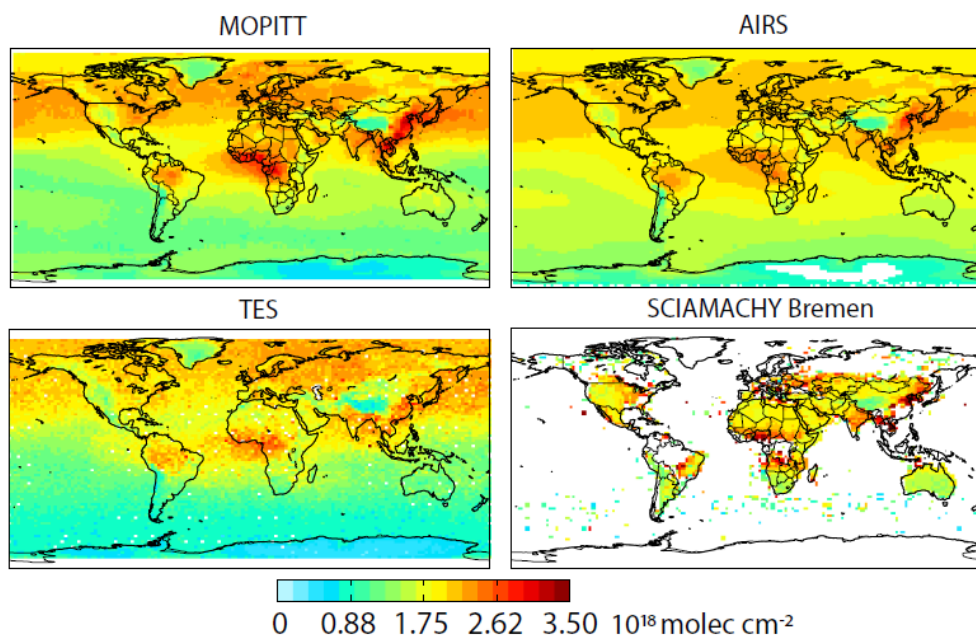 MOPITT
AIRS
TES
SCIAMACHY Bremen
0 0.88 1.75 2.62 3.50 10¹⁸ molec cm⁻²